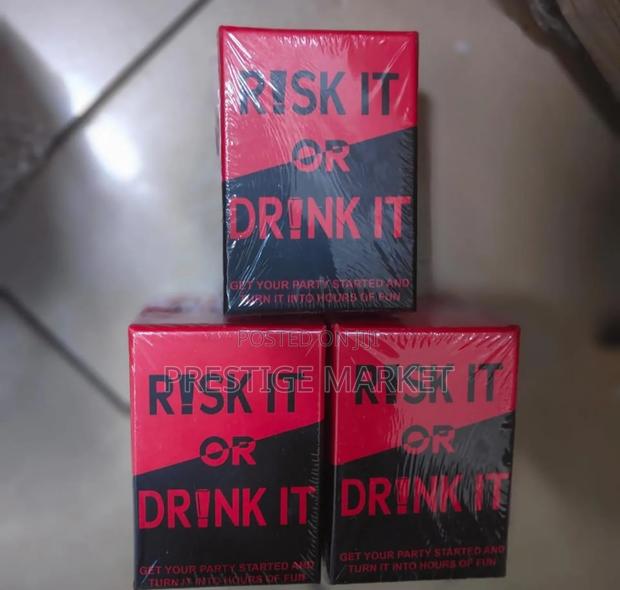 R!SK IT
OR
DR!NK IT
GET YOUR PARTY STARTED AND
TURN IT INTO HOURS OF FUN
POSTED ON JIJI
PRESTIGE MARKET
R!SK IT
OR
DR!NK IT
GET YOUR PARTY STARTED AND
TURN IT INTO HOURS OF FUN
R!SK IT
OR
DR!NK IT
GET YOUR PARTY STARTED AND
TURN IT INTO HOURS OF FUN